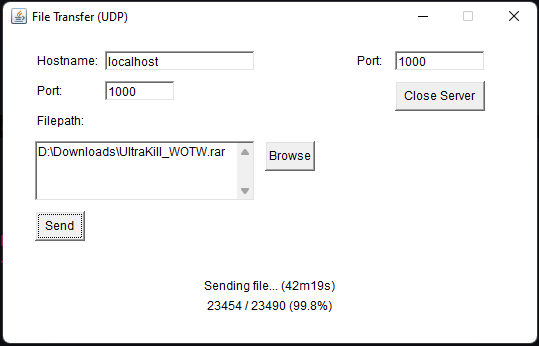 File Transfer (UDP)
Hostname: localhost Port: 1000
Port: 1000 Close Server
Filepath:
D:\Downloads\UltraKill_WOTW.rar Browse
Send
Sending file... (42m19s)
23454 / 23490 (99.8%)